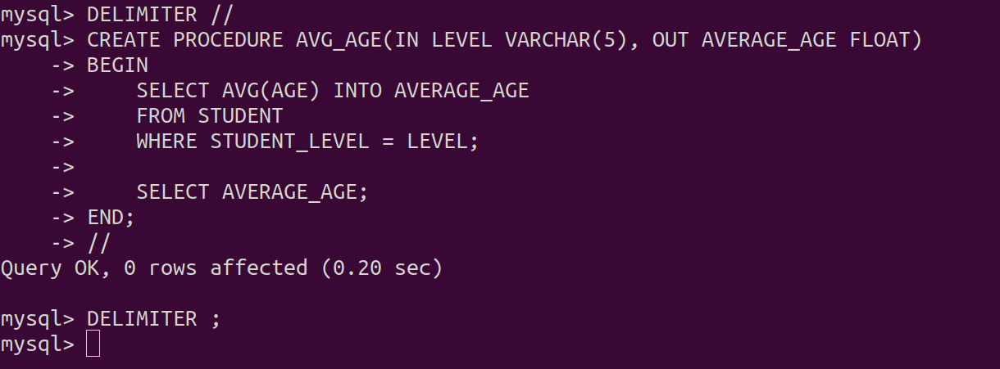 mysql> DELIMITER //
mysql> CREATE PROCEDURE AVG_AGE(IN LEVEL VARCHAR(5), OUT AVERAGE_AGE FLOAT)
    -> BEGIN
    ->     SELECT AVG(AGE) INTO AVERAGE_AGE
    ->     FROM STUDENT
    ->     WHERE STUDENT_LEVEL = LEVEL;
    ->
    ->     SELECT AVERAGE_AGE;
    -> END;
    -> //
Query OK, 0 rows affected (0.20 sec)

mysql> DELIMITER ;
mysql>